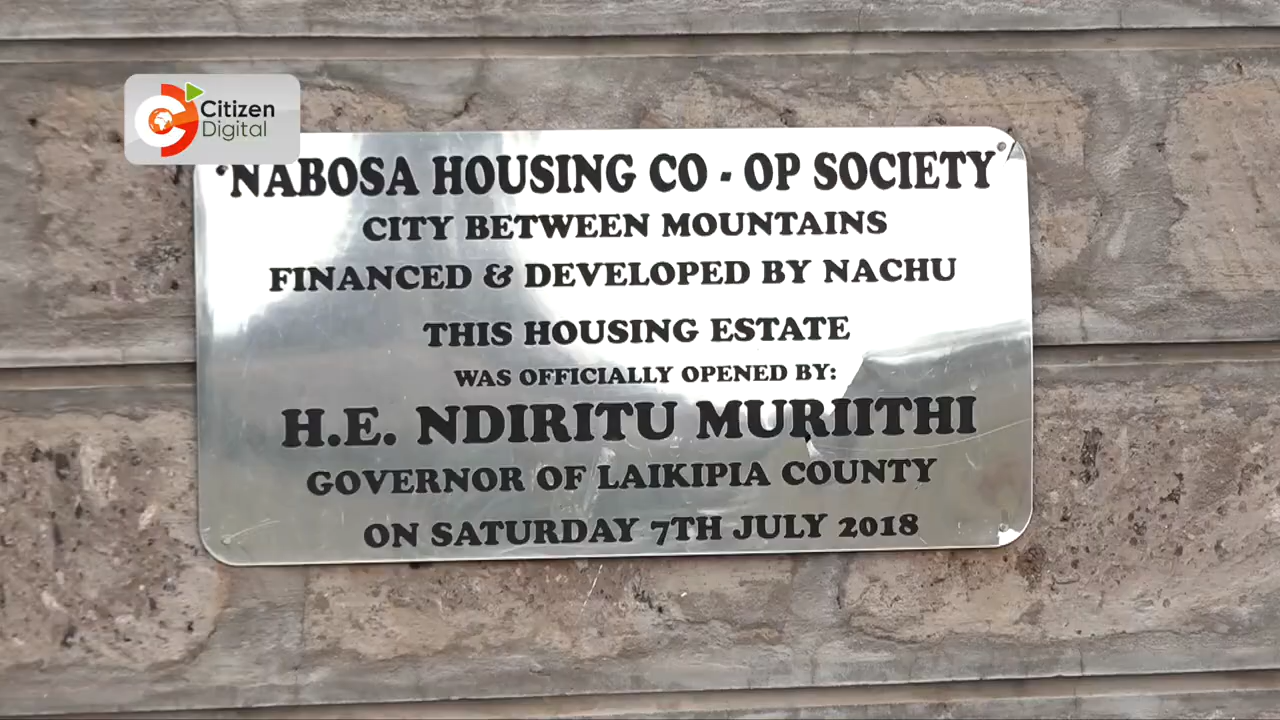 Citizen
Digital
NABOSA HOUSING CO - OP SOCIETY
CITY BETWEEN MOUNTAINS
FINANCED & DEVELOPED BY NACHU
THIS HOUSING ESTATE
WAS OFFICIALLY OPENED BY:
H.E. NDIRITU MURIITHI
GOVERNOR OF LAIKIPIA COUNTY
ON SATURDAY 7TH JULY 2018